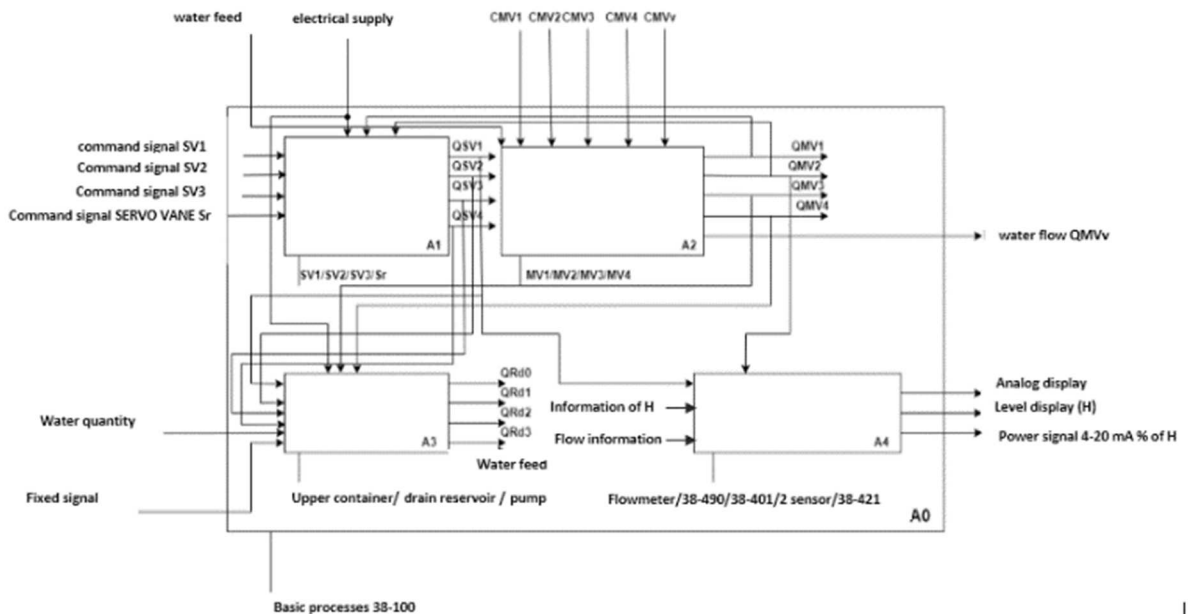 water feed
electrical supply
CMV1 CMV2 CMV3 CMV4 CMVv
command signal SV1
Command signal SV2
Command signal SV3
Command signal SERVO VANE Sr
QSV1
QSV2
QSV3
QSV4
A1
SV1/SV2/SV3/Sr
QMV1
QMV2
QMV3
QMV4
A2
MV1/MV2/MV3/MV4
water flow QMVv
QRd0
QRd1
QRd2
QRd3
A3
Water feed
Water quantity
Fixed signal
Upper container/ drain reservoir / pump
Information of H
Flow information
A4
Analog display
Level display (H)
Power signal 4-20 mA % of H
Flowmeter/38-490/38-401/2 sensor/38-421
A0
Basic processes 38-100